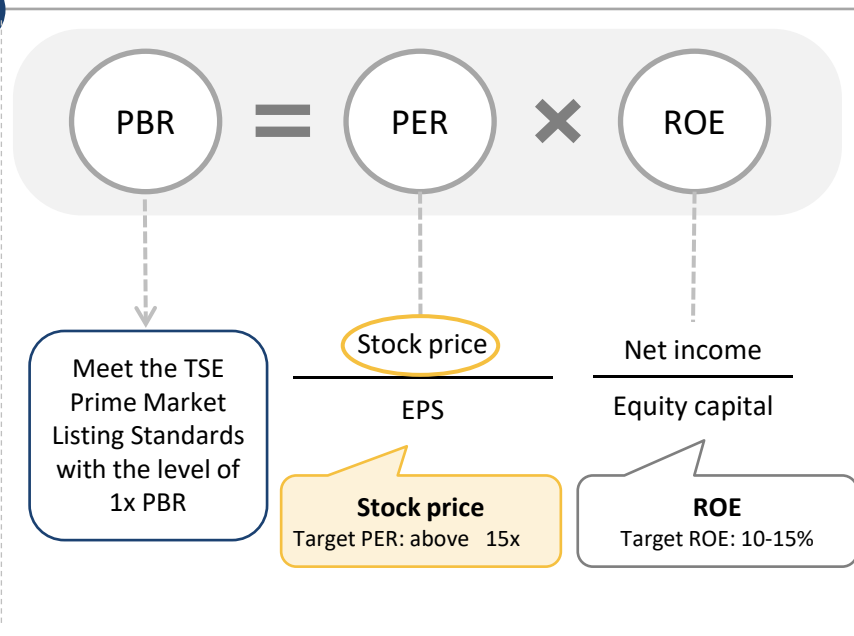 PBR
=
PER
×
ROE
Meet the TSE
Prime Market
Listing Standards
with the level of
1x PBR
Stock price
EPS
Net income
Equity capital
Stock price
Target PER: above 15x
ROE
Target ROE: 10-15%